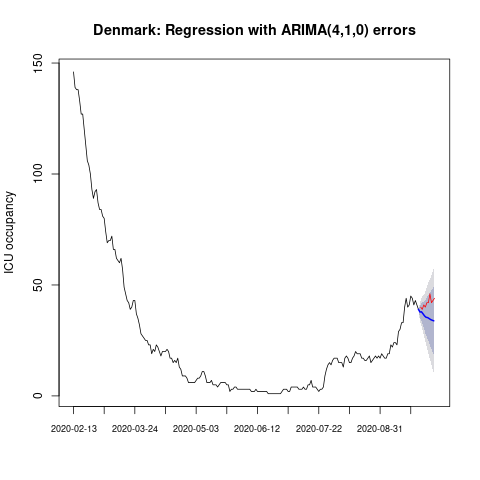 Denmark: Regression with ARIMA(4,1,0) errors
ICU occupancy
150
100
50
0
2020-02-13 2020-03-24 2020-05-03 2020-06-12 2020-07-22 2020-08-31